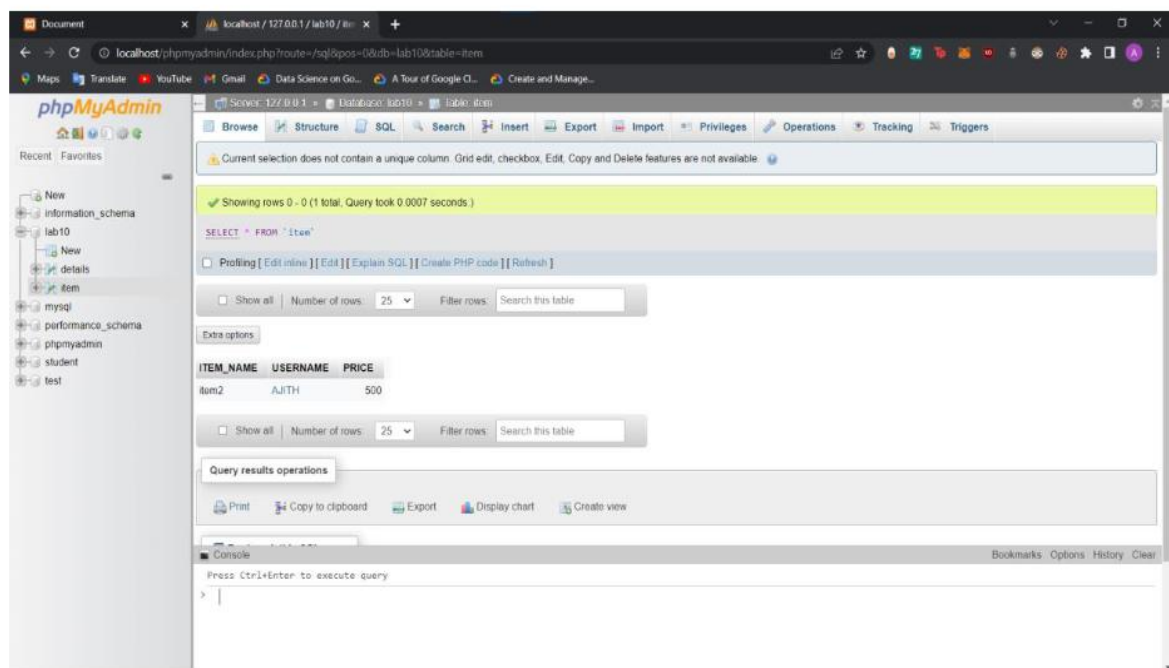 Document
localhost / 127.0.0.1 / lab10 / ite
localhost/phpmyadmin/index.php?route=/sql&pos=0&db=lab10&table=item
Maps Translate YouTube Gmail Data Science on Go... A Tour of Google Cl... Create and Manage...
phpMyAdmin
Recent Favorites
New
information_schema
lab10
New
details
item
mysql
performance_schema
phpmyadmin
student
test
Server: 127.0.0.1 » Database: lab10 » Table: item
Browse Structure SQL Search Insert Export Import Privileges Operations Tracking Triggers
Current selection does not contain a unique column. Grid edit, checkbox, Edit, Copy and Delete features are not available.
Showing rows 0 - 0 (1 total, Query took 0.0007 seconds.)
SELECT * FROM `item`
Profiling [ Edit inline ] [ Edit ] [ Explain SQL ] [ Create PHP code ] [ Refresh ]
Show all | Number of rows: 25 Filter rows: Search this table
Extra options
ITEM_NAME USERNAME PRICE
item2 AJITH 500
Show all | Number of rows: 25 Filter rows: Search this table
Query results operations
Print Copy to clipboard Export Display chart Create view
Console Bookmarks Options History Clear
Press Ctrl+Enter to execute query
>